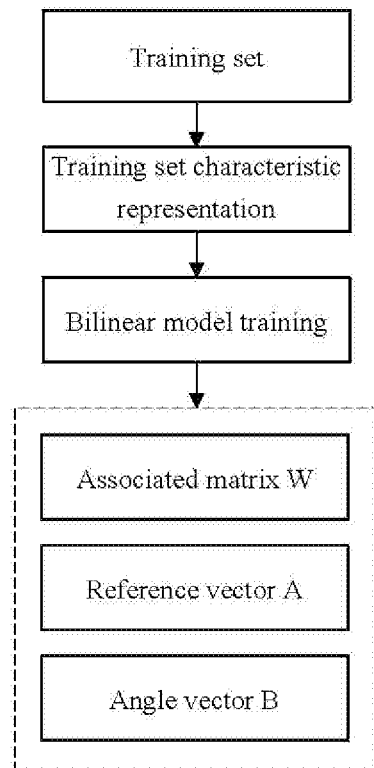 Training set
Training set characteristic
representation
Bilinear model training
Associated matrix W
Reference vector A
Angle vector B